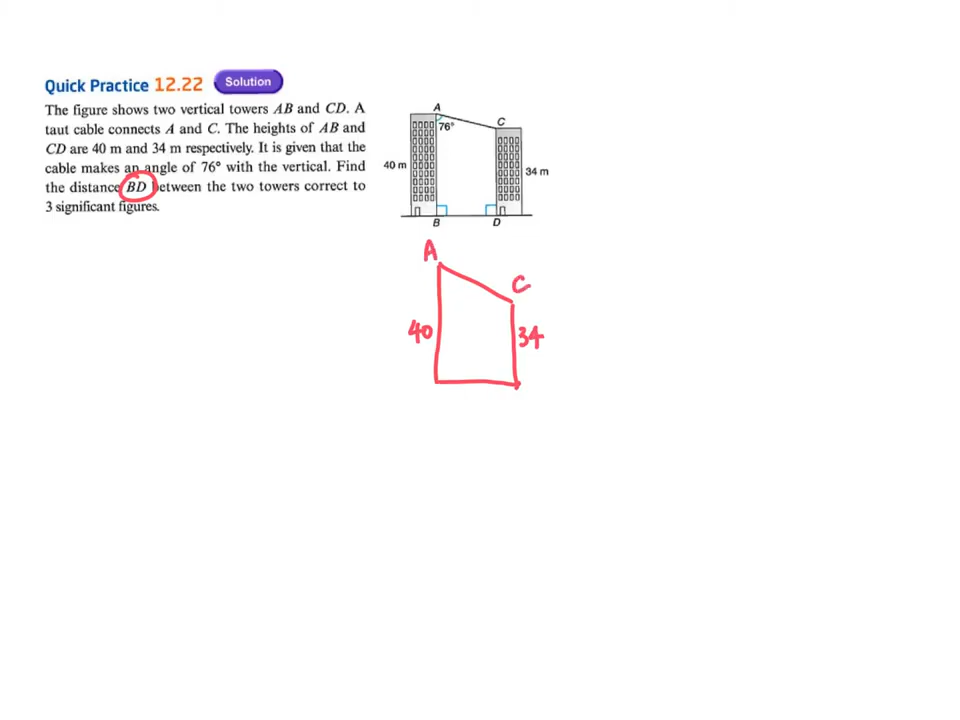 Quick Practice 12.22 Solution
The figure shows two vertical towers AB and CD. A
taut cable connects A and C. The heights of AB and
CD are 40 m and 34 m respectively. It is given that the
cable makes an angle of 76° with the vertical. Find
the distance BD between the two towers correct to
3 significant figures.
A
76°
C
40 m
34 m
B
D
A
C
40
34